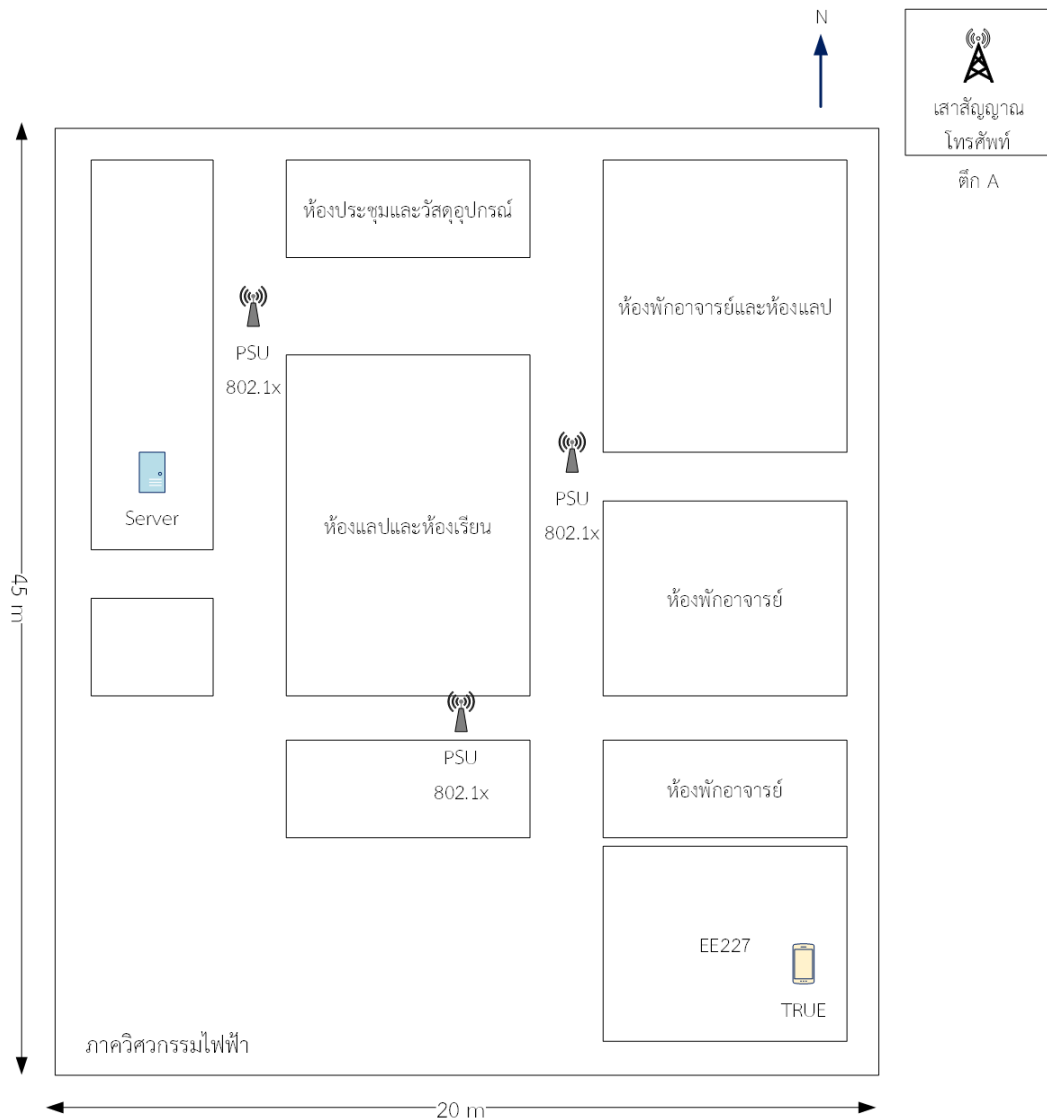 N
เสาสัญญาณ
โทรศัพท์
ตึก A
ห้องประชุมและวัสดุอุปกรณ์
ห้องพักอาจารย์และห้องแลป
PSU
802.1x
45 m
Server
ห้องแลปและห้องเรียน
PSU
802.1x
ห้องพักอาจารย์
PSU
802.1x
ห้องพักอาจารย์
EE227
TRUE
ภาควิศวกรรมไฟฟ้า
20 m